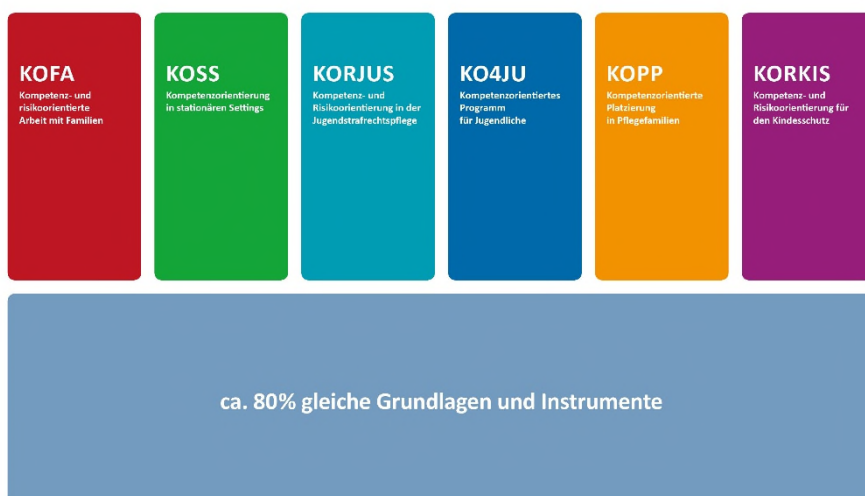 KOFA
Kompetenz- und
risikoorientierte
Arbeit mit Familien
KOSS
Kompetenzorientierung
in stationären Settings
KORJUS
Kompetenz- und
Risikoorientierung in der
Jugendstrafrechtspflege
KO4JU
Kompetenzorientiertes
Programm
für Jugendliche
KOPP
Kompetenzorientierte
Platzierung
in Pflegefamilien
KORKIS
Kompetenz- und
Risikoorientierung für
den Kindesschutz
ca. 80% gleiche Grundlagen und Instrumente